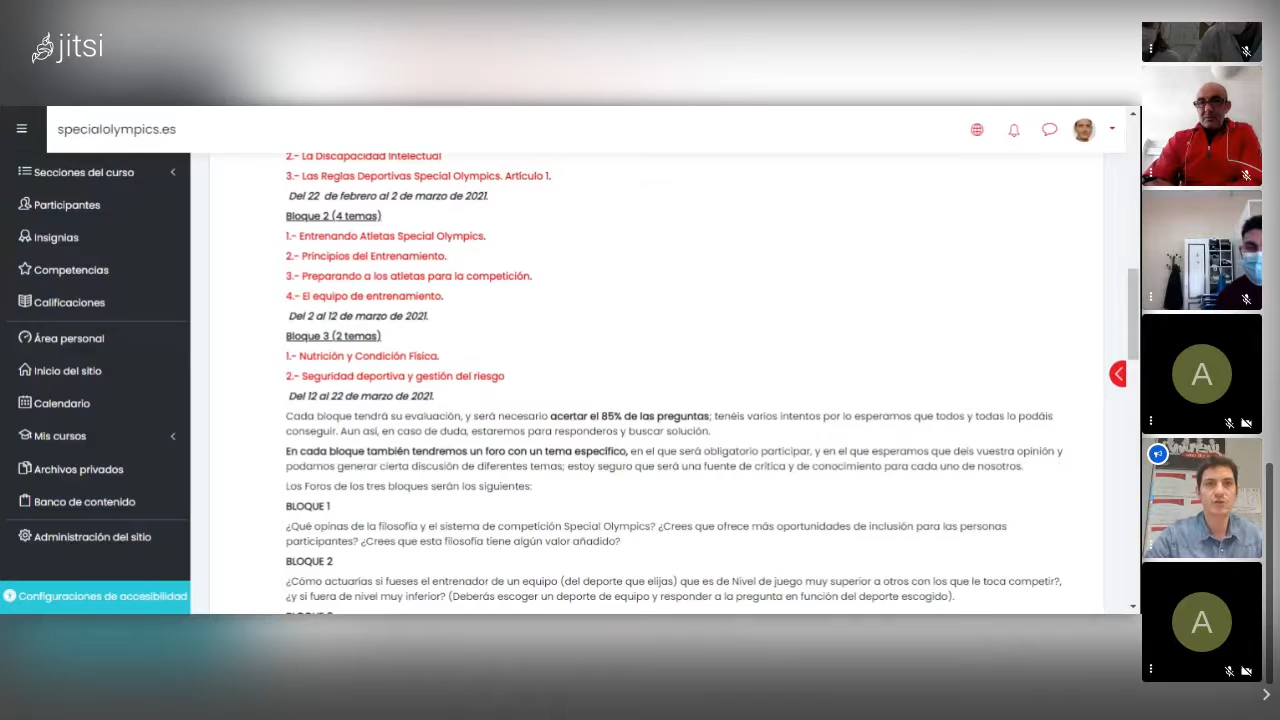 jitsi
specialolympics.es
Secciones del curso
Participantes
Insignias
Competencias
Calificaciones
Área personal
Inicio del sitio
Calendario
Mis cursos
Archivos privados
Banco de contenido
Administración del sitio
Configuraciones de accesibilidad
2.- La Discapacidad Intelectual
3.- Las Reglas Deportivas Special Olympics. Artículo 1.
Del 22 de febrero al 2 de marzo de 2021.
Bloque 2 (4 temas)
1.- Entrenando Atletas Special Olympics.
2.- Principios del Entrenamiento.
3.- Preparando a los atletas para la competición.
4.- El equipo de entrenamiento.
Del 2 al 12 de marzo de 2021.
Bloque 3 (2 temas)
1.- Nutrición y Condición Física.
2.- Seguridad deportiva y gestión del riesgo
Del 12 al 22 de marzo de 2021.
Cada bloque tendrá su evaluación, y será necesario acertar el 85% de las preguntas; tenéis varios intentos por lo esperamos que todos y todas lo podáis
conseguir. Aun así, en caso de duda, estaremos para responderos y buscar solución.
En cada bloque también tendremos un foro con un tema específico, en el que será obligatorio participar, y en el que esperamos que deis vuestra opinión y
podamos generar cierta discusión de diferentes temas; estoy seguro que será una fuente de crítica y de conocimiento para cada uno de nosotros.
Los Foros de los tres bloques serán los siguientes:
BLOQUE 1
¿Qué opinas de la filosofía y el sistema de competición Special Olympics? ¿Crees que ofrece más oportunidades de inclusión para las personas
participantes? ¿Crees que esta filosofía tiene algún valor añadido?
BLOQUE 2
¿Cómo actuarías si fueses el entrenador de un equipo (del deporte que elijas) que es de Nivel de juego muy superior a otros con los que le toca competir?,
¿y si fuera de nivel muy inferior? (Deberás escoger un deporte de equipo y responder a la pregunta en función del deporte escogido).
A
A